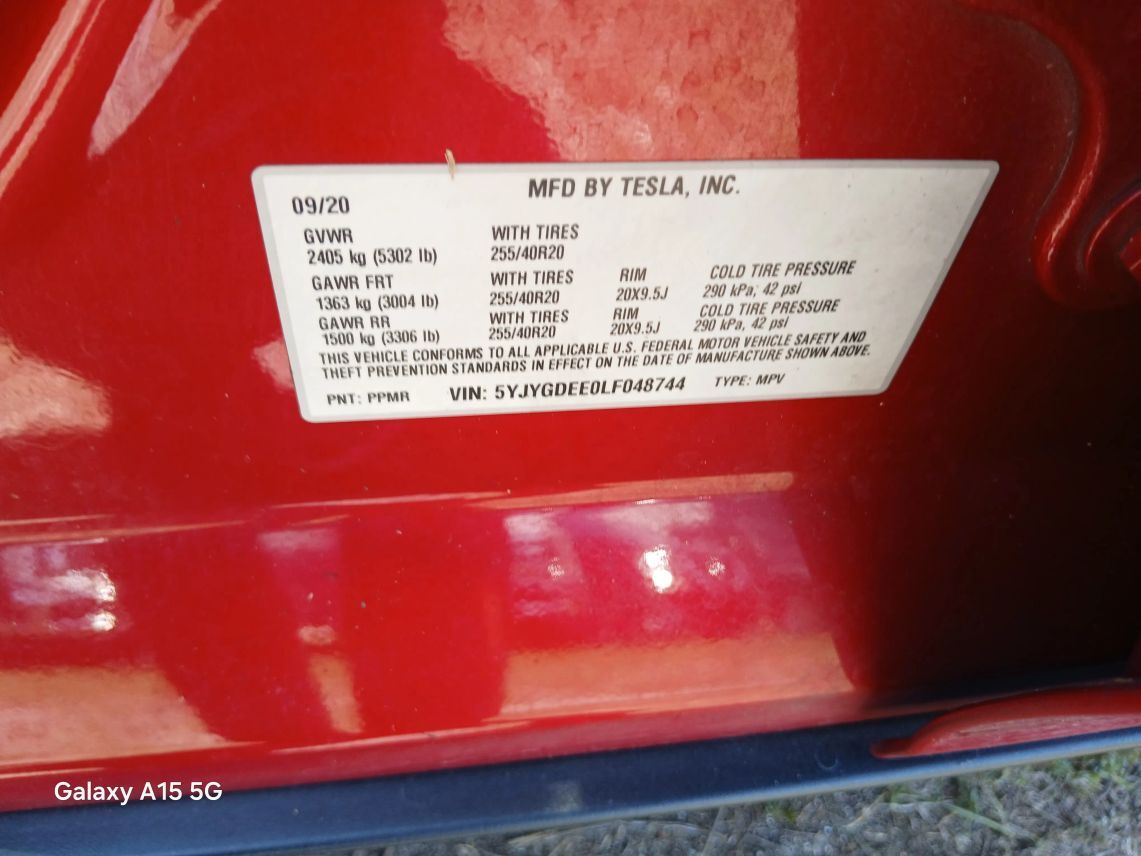 MFD BY TESLA, INC.
09/20
GVWR WITH TIRES
2405 kg (5302 lb) 255/40R20
GAWR FRT WITH TIRES RIM COLD TIRE PRESSURE
1363 kg (3004 lb) 255/40R20 20X9.5J 290 kPa, 42 psi
GAWR RR WITH TIRES RIM COLD TIRE PRESSURE
1500 kg (3306 lb) 255/40R20 20X9.5J 290 kPa, 42 psi
THIS VEHICLE CONFORMS TO ALL APPLICABLE U.S. FEDERAL MOTOR VEHICLE SAFETY AND
THEFT PREVENTION STANDARDS IN EFFECT ON THE DATE OF MANUFACTURE SHOWN ABOVE.
PNT: PPMR VIN: 5YJYGDEE0LF048744 TYPE: MPV
Galaxy A15 5G